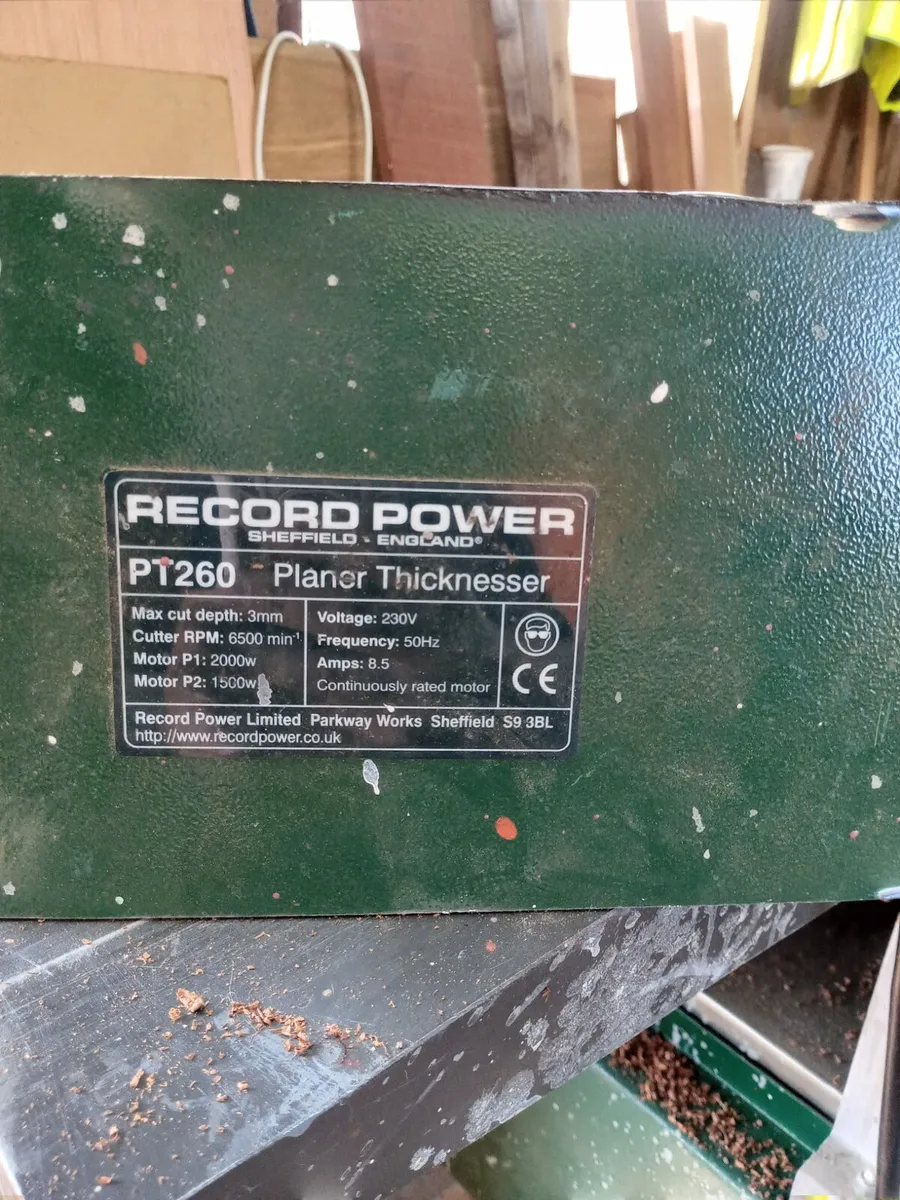 RECORD POWER
SHEFFIELD - ENGLAND®
PT260 Planer Thicknesser
Max cut depth: 3mm
Cutter RPM: 6500 min⁻¹
Motor P1: 2000w
Motor P2: 1500w
Voltage: 230V
Frequency: 50Hz
Amps: 8.5
Continuously rated motor
CE
Record Power Limited Parkway Works Sheffield S9 3BL
http://www.recordpower.co.uk